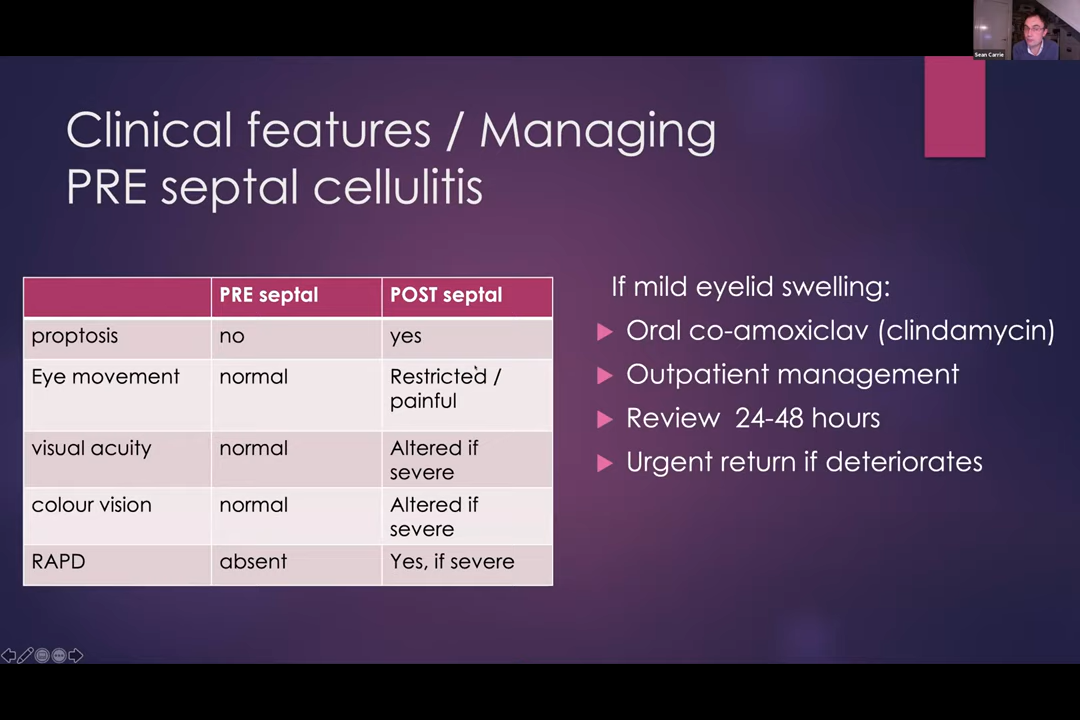 Sean Carrie
Clinical features / Managing
PRE septal cellulitis
PRE septal POST septal
proptosis no yes
Eye movement normal Restricted /
painful
visual acuity normal Altered if
severe
colour vision normal Altered if
severe
RAPD absent Yes, if severe
If mild eyelid swelling:
Oral co-amoxiclav (clindamycin)
Outpatient management
Review 24-48 hours
Urgent return if deteriorates